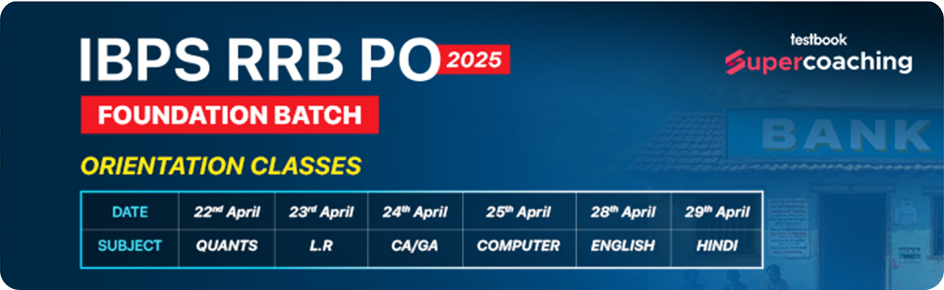 IBPS RRB PO 2025
testbook
Supercoaching
FOUNDATION BATCH
BANK
ORIENTATION CLASSES
DATE 22nd April 23rd April 24th April 25th April 28th April 29th April
SUBJECT QUANTS L.R CA/GA COMPUTER ENGLISH HINDI